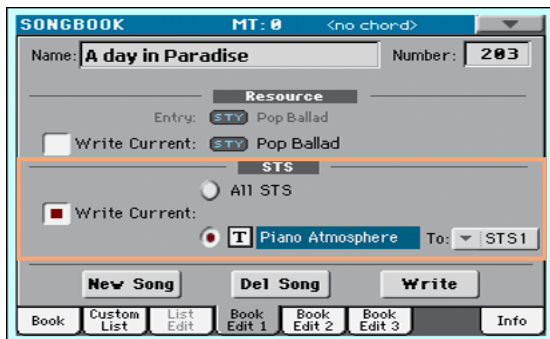 SONGBOOK MT:0 <no chord>
Name: A day in Paradise Number: 203
Resource
Entry: STY Pop Ballad
Write Current: STY Pop Ballad
STS
All STS
Write Current:
T Piano Atmosphere To: STS1
New Song Del Song Write
Book Custom List List Edit Book Edit 1 Book Edit 2 Book Edit 3 Info